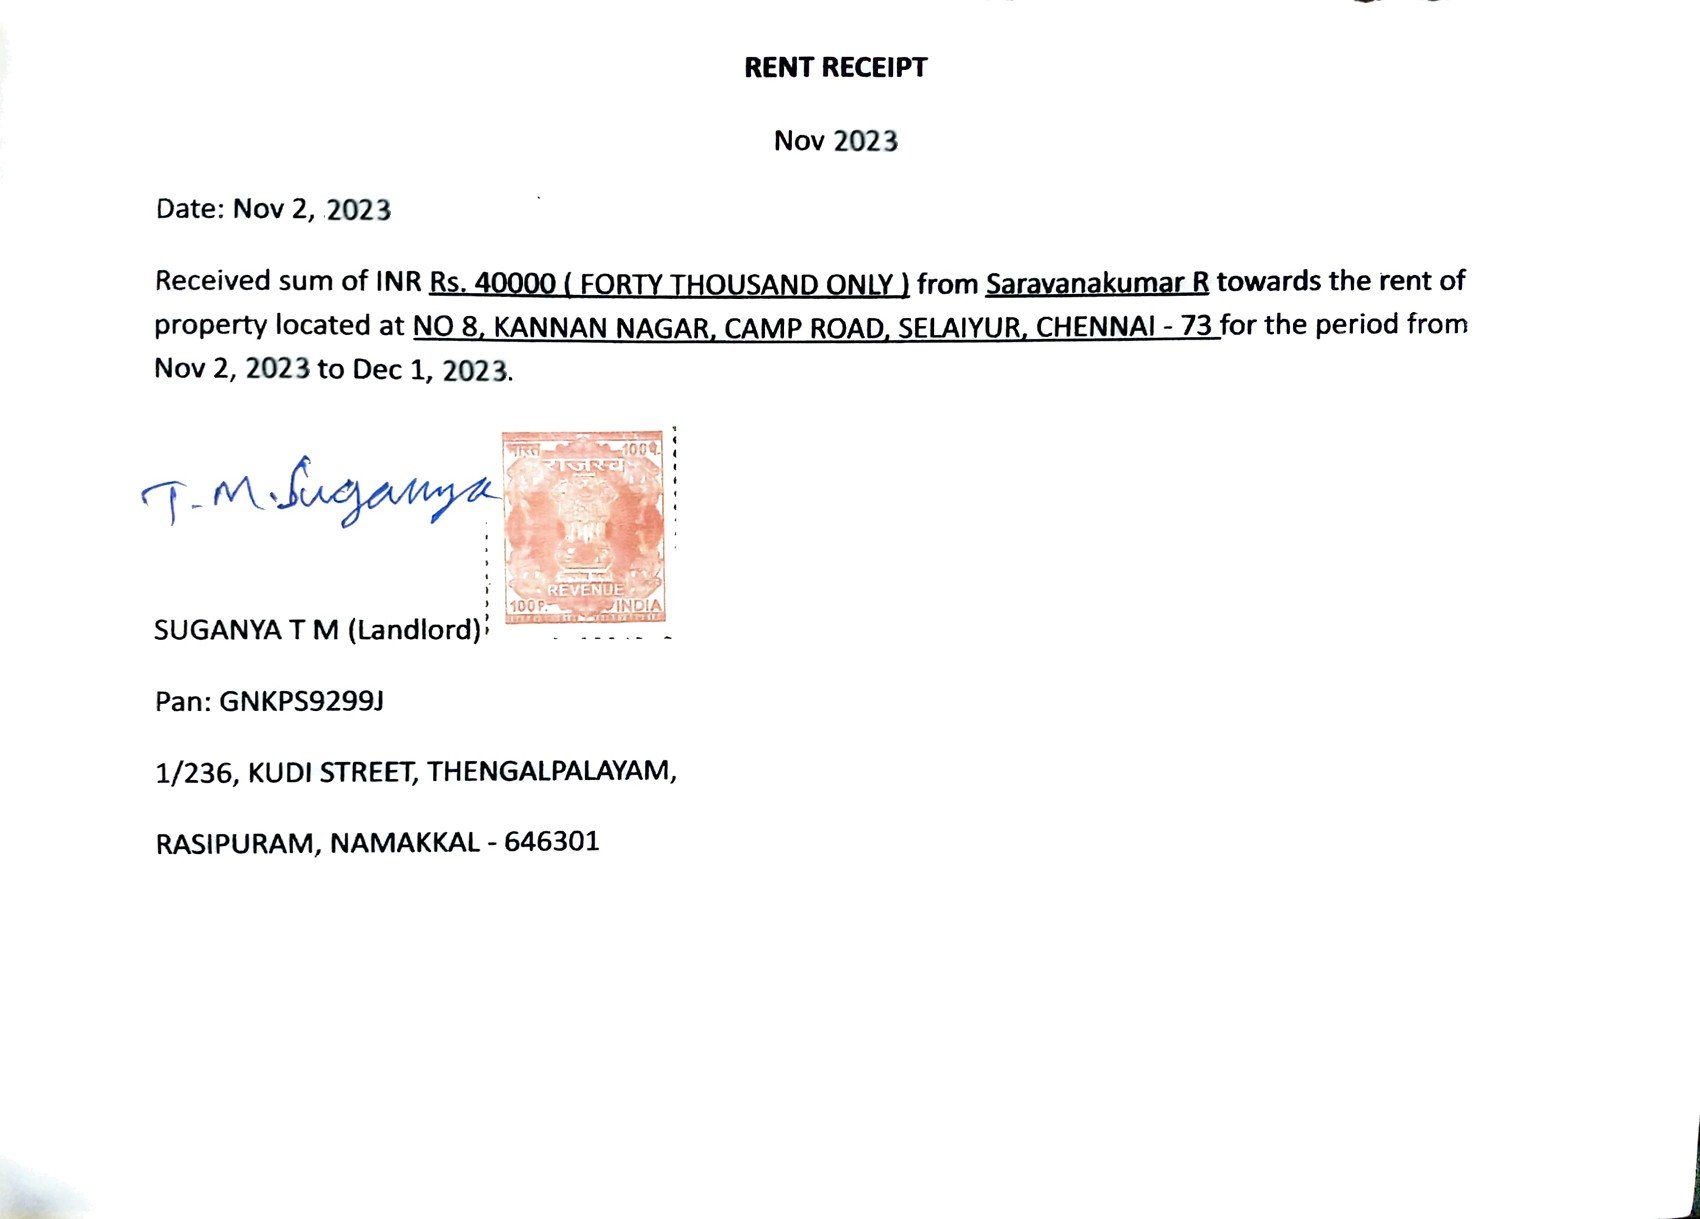 RENT RECEIPT
Nov 2023
Date: Nov 2, 2023
Received sum of INR Rs. 40000 ( FORTY THOUSAND ONLY ) from Saravanakumar R towards the rent of
property located at NO 8, KANNAN NAGAR, CAMP ROAD, SELAIYUR, CHENNAI - 73 for the period from
Nov 2, 2023 to Dec 1, 2023.
भारत 100 P.
राजस्व
T. M. Suganya
REVENUE
100 P. INDIA
SUGANYA T M (Landlord)
Pan: GNKPS9299J
1/236, KUDI STREET, THENGALPALAYAM,
RASIPURAM, NAMAKKAL - 646301